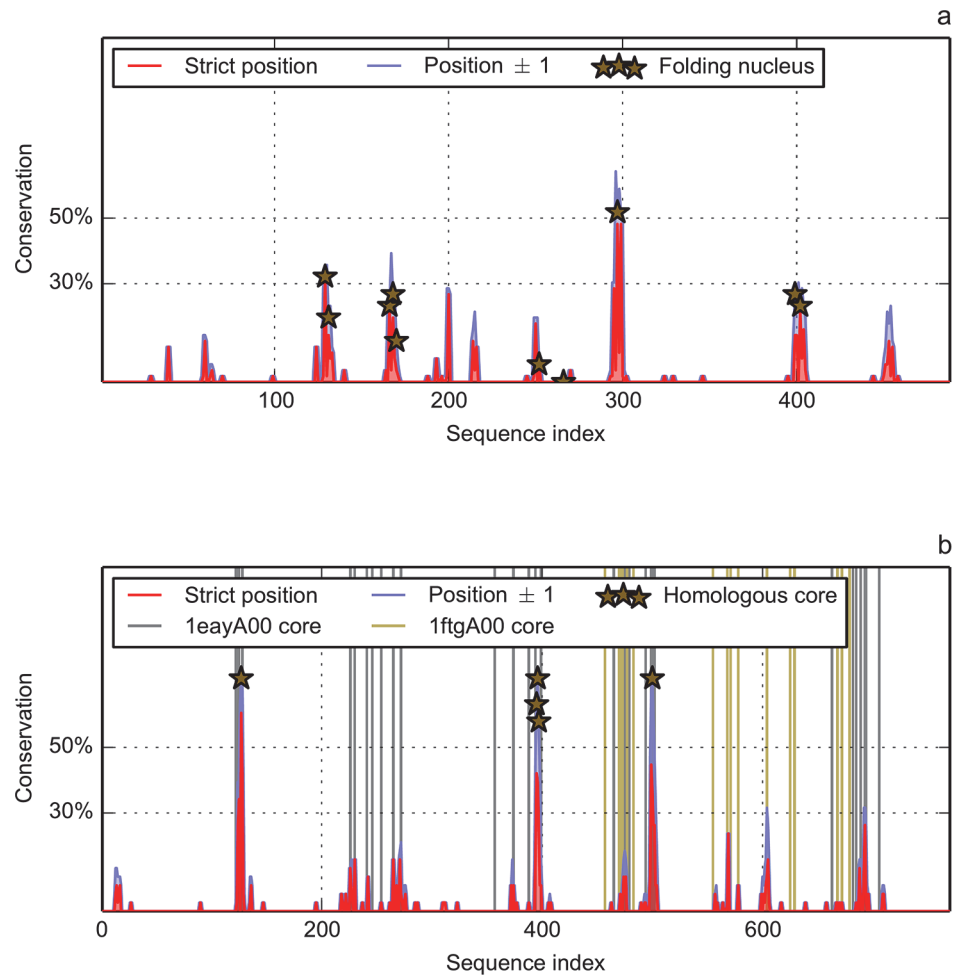 a
Strict position Position ± 1 Folding nucleus
Conservation
50%
30%
100 200 300 400
Sequence index
b
Strict position Position ± 1 Homologous core
1eayA00 core 1ftgA00 core
Conservation
50%
30%
0 200 400 600
Sequence index